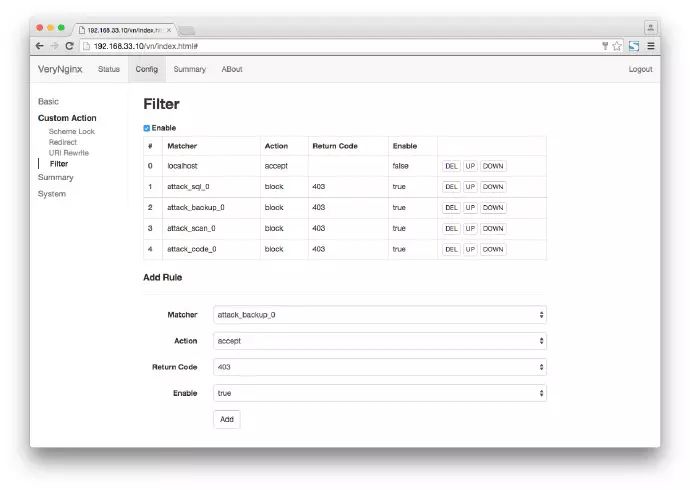 192.168.33.10/vn/index.htm
192.168.33.10/vn/index.html#
VeryNginx Status Config Summary ABout Logout
Basic
Custom Action
Scheme Lock
Redirect
URI Rewrite
Filter
Summary
System
Filter
Enable
# Matcher Action Return Code Enable
0 localhost accept false DEL UP DOWN
1 attack_sql_0 block 403 true DEL UP DOWN
2 attack_backup_0 block 403 true DEL UP DOWN
3 attack_scan_0 block 403 true DEL UP DOWN
4 attack_code_0 block 403 true DEL UP DOWN
Add Rule
Matcher attack_backup_0
Action accept
Return Code 403
Enable true
Add